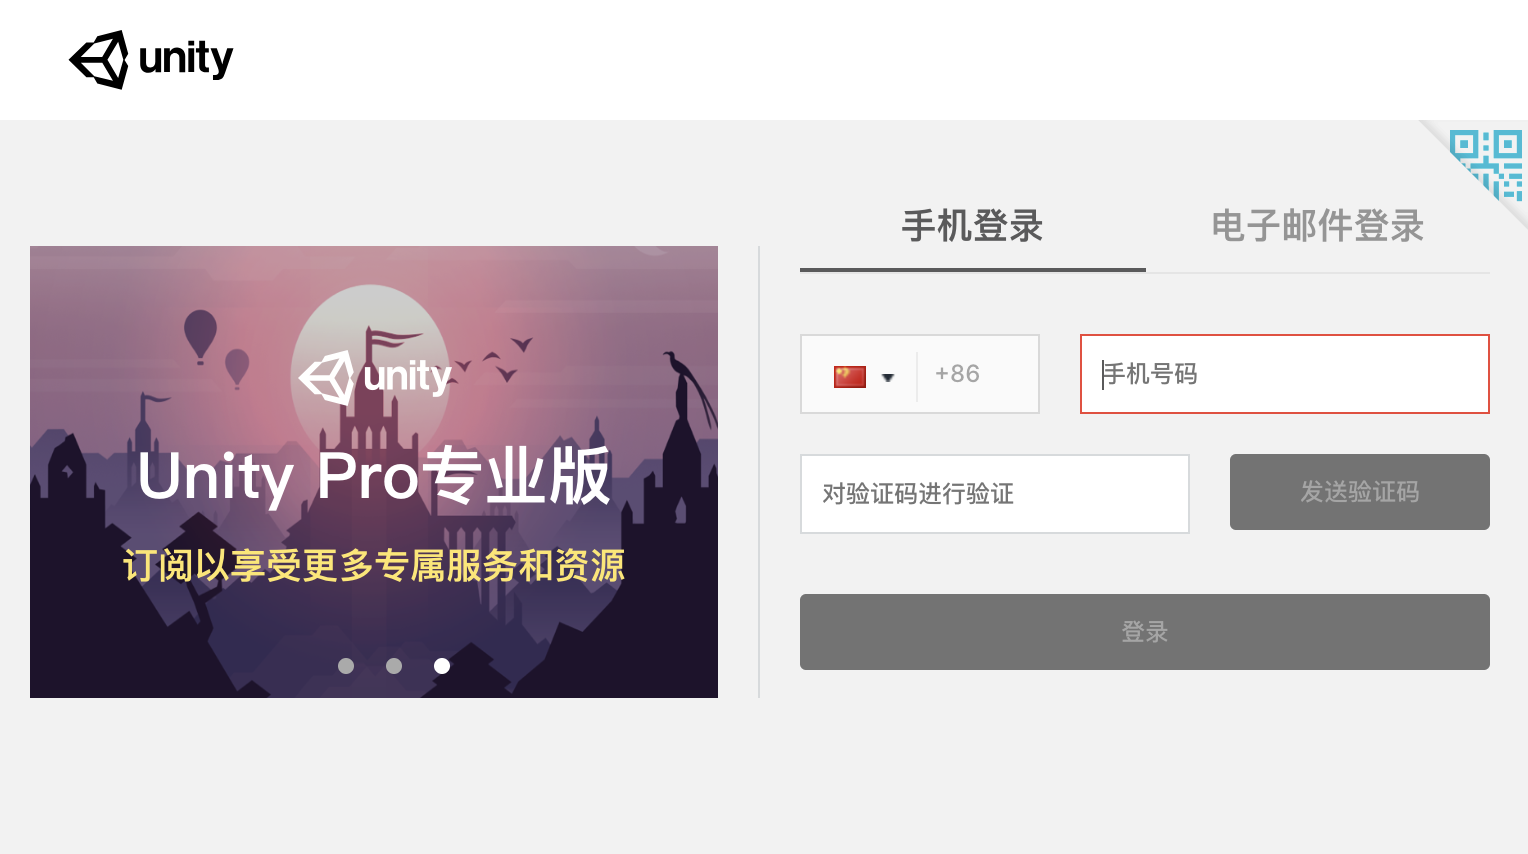 unity
手机登录
电子邮件登录
unity
Unity Pro专业版
订阅以享受更多专属服务和资源
+86
手机号码
对验证码进行验证
发送验证码
登录